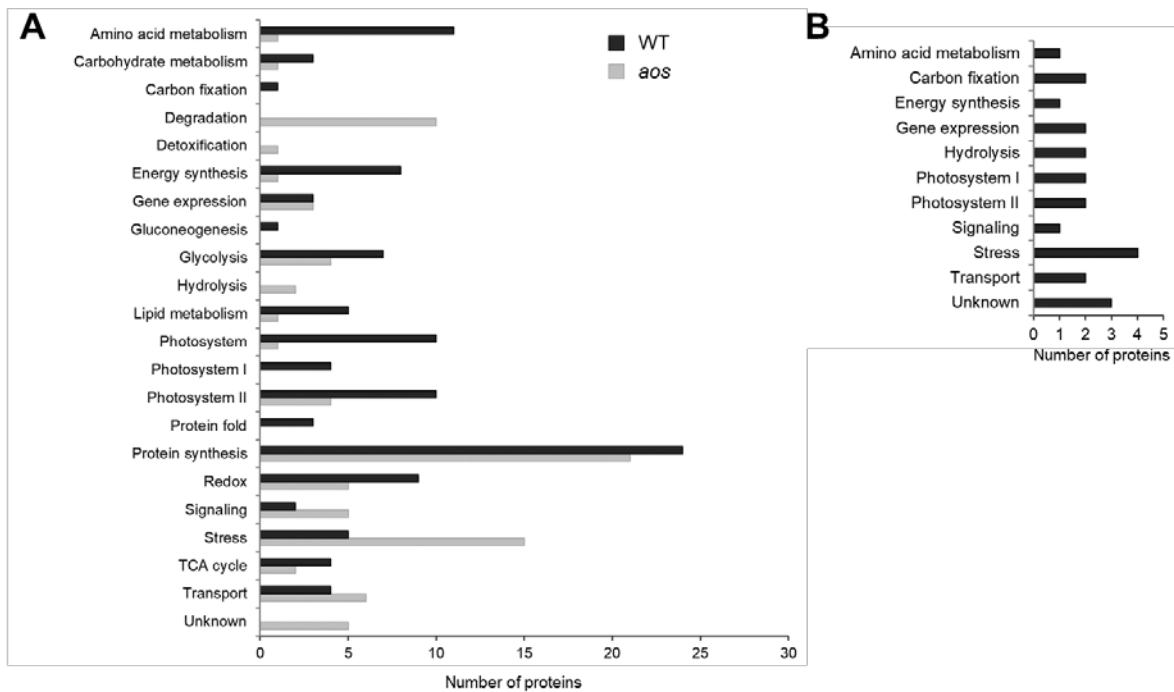 A
Amino acid metabolism
Carbohydrate metabolism
Carbon fixation
Degradation
Detoxification
Energy synthesis
Gene expression
Gluconeogenesis
Glycolysis
Hydrolysis
Lipid metabolism
Photosystem
Photosystem I
Photosystem II
Protein fold
Protein synthesis
Redox
Signaling
Stress
TCA cycle
Transport
Unknown
0 5 10 15 20 25 30
Number of proteins
WT
aos
B
Amino acid metabolism
Carbon fixation
Energy synthesis
Gene expression
Hydrolysis
Photosystem I
Photosystem II
Signaling
Stress
Transport
Unknown
0 1 2 3 4 5
Number of proteins